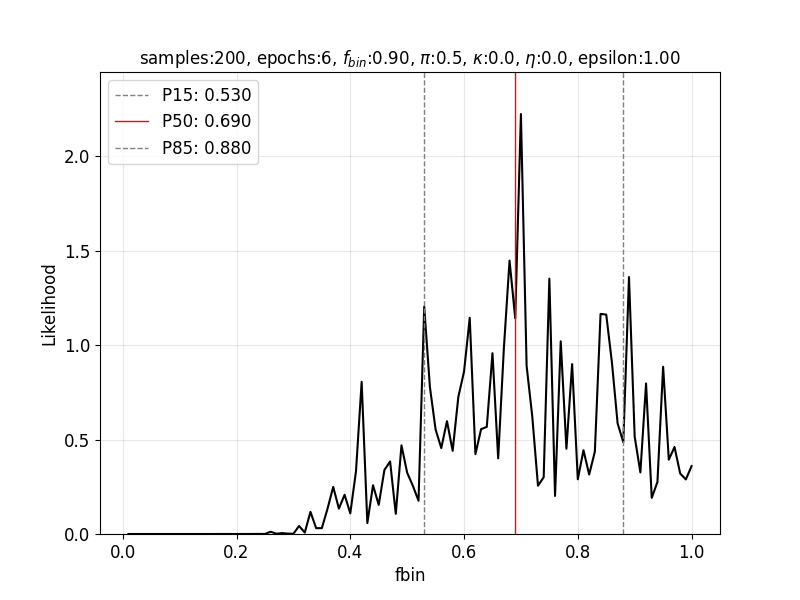 samples:200, epochs:6, f_bin:0.90, π:0.5, κ:0.0, η:0.0, epsilon:1.00
P15: 0.530
P50: 0.690
P85: 0.880
2.0
1.5
1.0
0.5
0.0
Likelihood
0.0 0.2 0.4 0.6 0.8 1.0
fbin